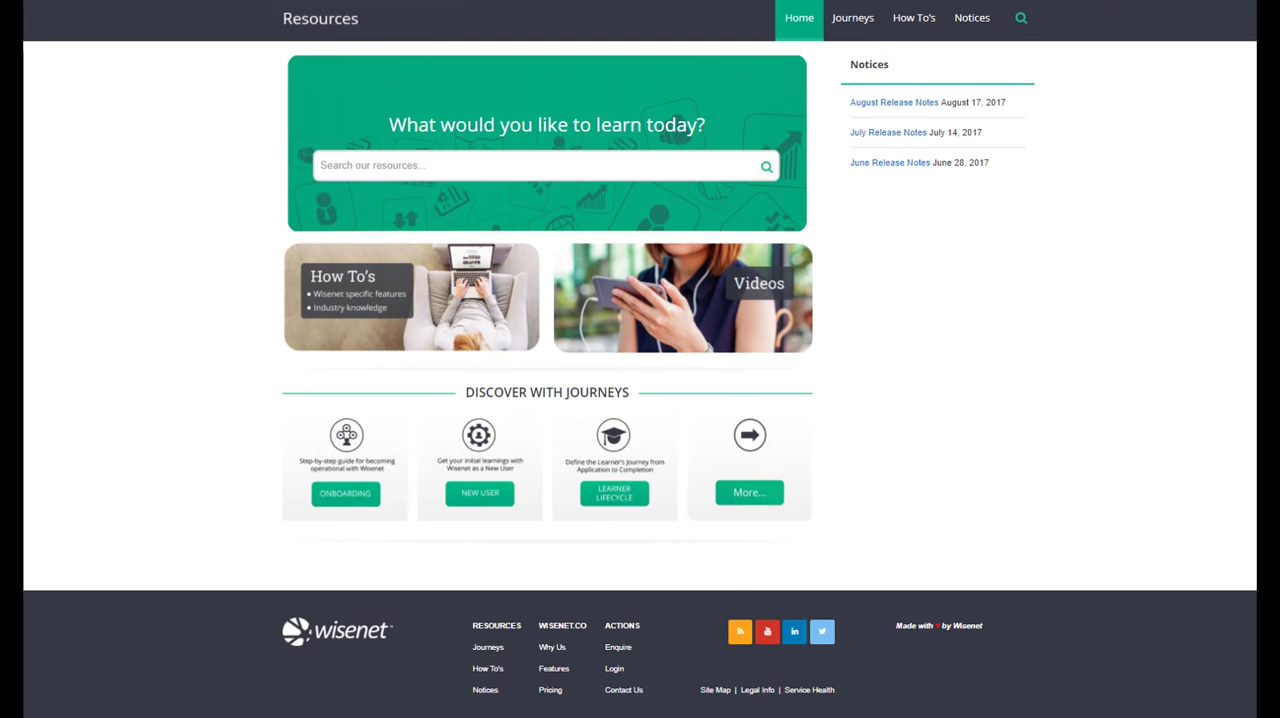 Resources
Home
Journeys
How To's
Notices
What would you like to learn today?
Search our resources...
Notices
August Release Notes August 17, 2017
July Release Notes July 14, 2017
June Release Notes June 28, 2017
How To's
• Wisenet specific features
• Industry knowledge
Videos
DISCOVER WITH JOURNEYS
Step-by-step guide for becoming
operational with Wisenet
ONBOARDING
Get your initial learnings with
Wisenet as a New User
NEW USER
Define the Learner's Journey from
Application to Completion
LEARNER
LIFECYCLE
More...
wisenet™
RESOURCES
Journeys
How To's
Notices
WISENET.CO
Why Us
Features
Pricing
ACTIONS
Enquire
Login
Contact Us
Site Map | Legal Info | Service Health
Made with ♥ by Wisenet